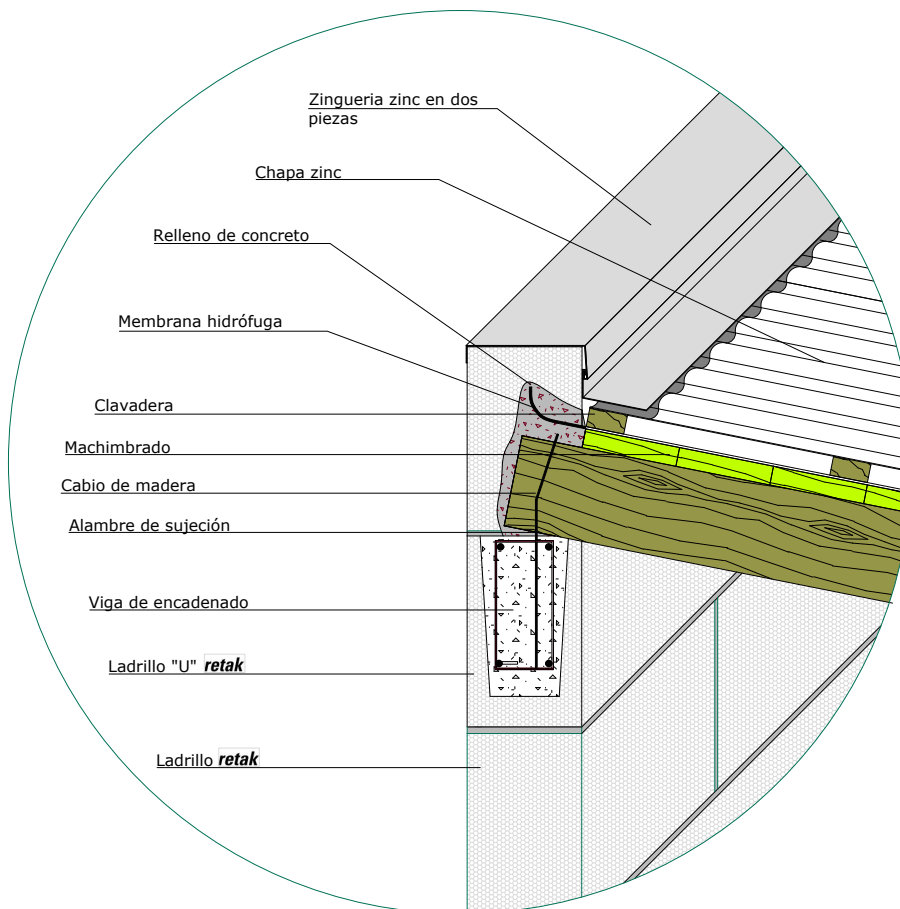 Zingueria zinc en dos
piezas
Chapa zinc
Relleno de concreto
Membrana hidrófuga
Clavadera
Machimbrado
Cabio de madera
Alambre de sujeción
Viga de encadenado
Ladrillo "U" retak
Ladrillo retak